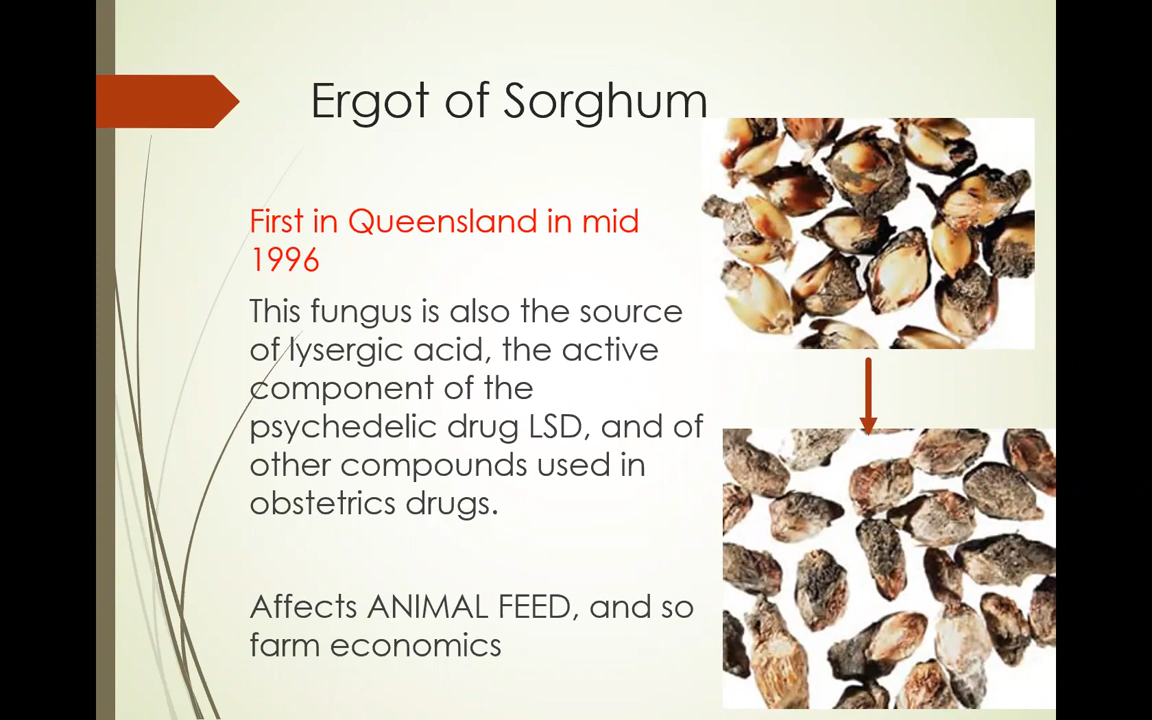 Ergot of Sorghum
First in Queensland in mid
1996
This fungus is also the source
of lysergic acid, the active
component of the
psychedelic drug LSD, and of
other compounds used in
obstetrics drugs.
Affects ANIMAL FEED, and so
farm economics